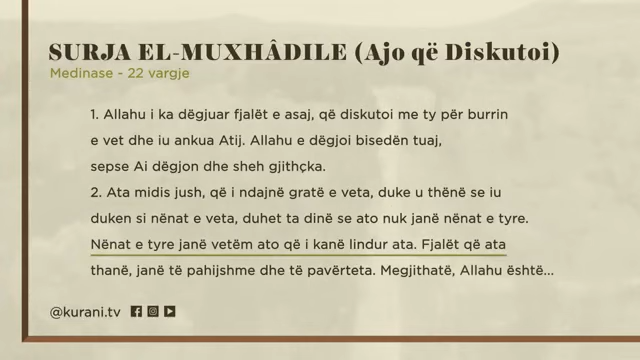 SURJA EL-MUXHÂDILE (Ajo që Diskutoi)
Medinase - 22 vargje
1. Allahu i ka dëgjuar fjalët e asaj, që diskutoi me ty për burrin
e vet dhe iu ankua Atij. Allahu e dëgjoi bisedën tuaj,
sepse Ai dëgjon dhe sheh gjithçka.
2. Ata midis jush, që i ndajnë gratë e veta, duke u thënë se iu
duken si nënat e veta, duhet ta dinë se ato nuk janë nënat e tyre.
Nënat e tyre janë vetëm ato që i kanë lindur ata. Fjalët që ata
thanë, janë të pahijshme dhe të pavërteta. Megjithatë, Allahu është...
@kurani.tv